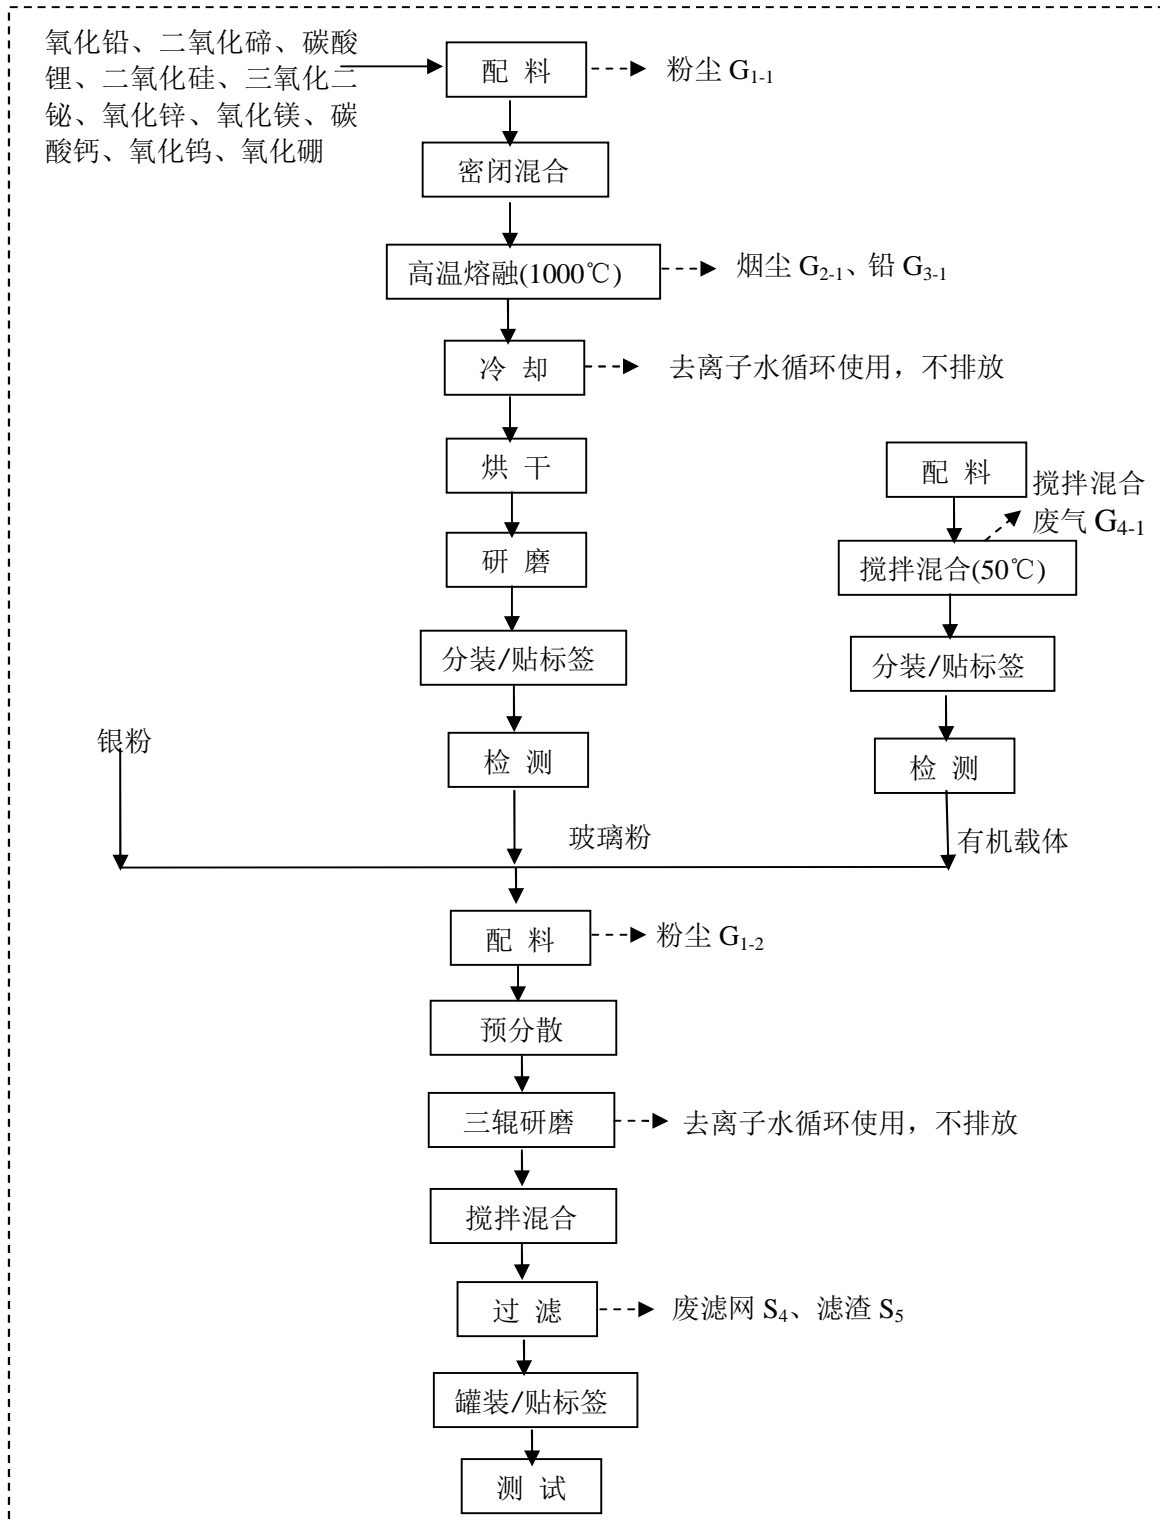 氧化铅、二氧化碲、碳酸
锂、二氧化硅、三氧化二
铋、氧化锌、氧化镁、碳
酸钙、氧化钨、氧化硼
配 料
粉尘 G1-1
密闭混合
高温熔融(1000℃)
烟尘 G2-1、铅 G3-1
冷 却
去离子水循环使用，不排放
烘 干
研 磨
分装/贴标签
检 测
配 料
搅拌混合
废气 G4-1
搅拌混合(50℃)
分装/贴标签
检 测
银粉
玻璃粉
有机载体
配 料
粉尘 G1-2
预分散
三辊研磨
去离子水循环使用，不排放
搅拌混合
过 滤
废滤网 S4、滤渣 S5
罐装/贴标签
测 试